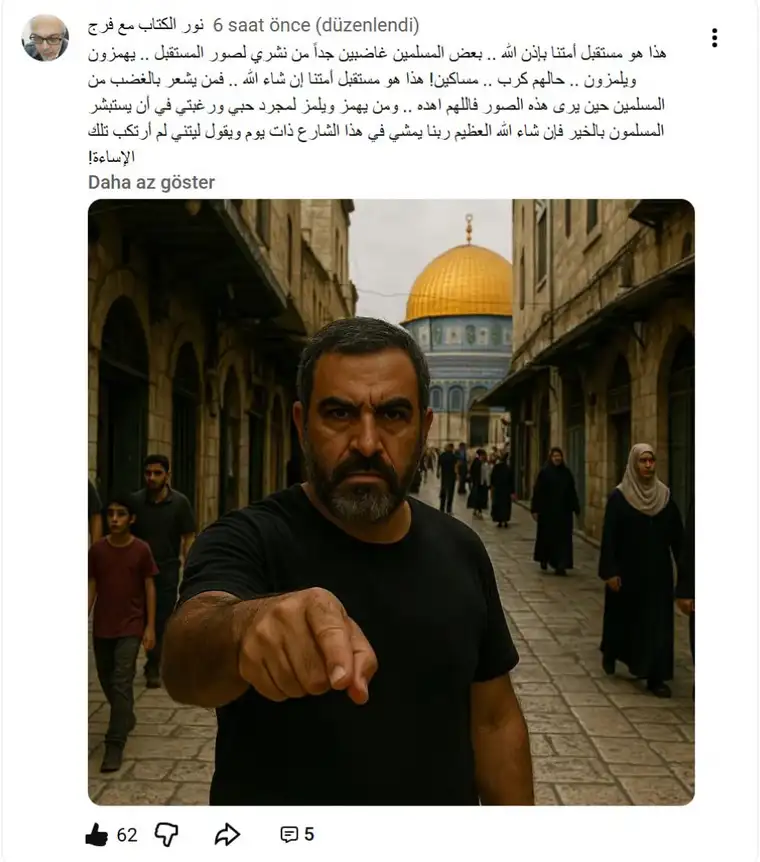 نور الكتاب مع فرج 6 saat önce (düzenlendi)
هذا هو مستقبل أمتنا بإذن الله .. بعض المسلمين غاضبين جداً من نشري لصور المستقبل .. يهمزون
ويلمزون .. حالهم كرب .. مساكين! هذا هو مستقبل أمتنا إن شاء الله .. فمن يشعر بالغضب من
المسلمين حين يرى هذه الصور فاللهم اهده .. ومن يهمز ويلمز لمجرد حبي ورغبتي في أن يستبشر
المسلمون بالخير فإن شاء الله العظيم ربنا يمشي في هذا الشارع ذات يوم ويقول ليتني لم أرتكب تلك
الإساءة!
Daha az göster
62 5